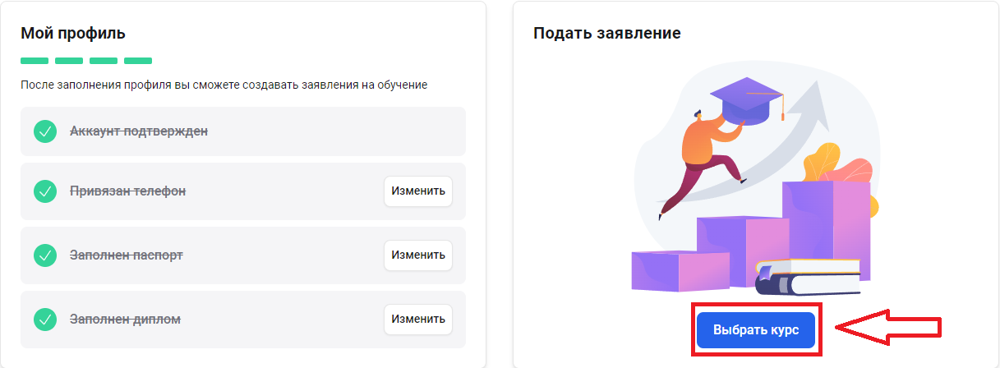 Мой профиль
После заполнения профиля вы сможете создавать заявления на обучение
Аккаунт подтвержден
Привязан телефон
Изменить
Заполнен паспорт
Изменить
Заполнен диплом
Изменить
Подать заявление
Выбрать курс